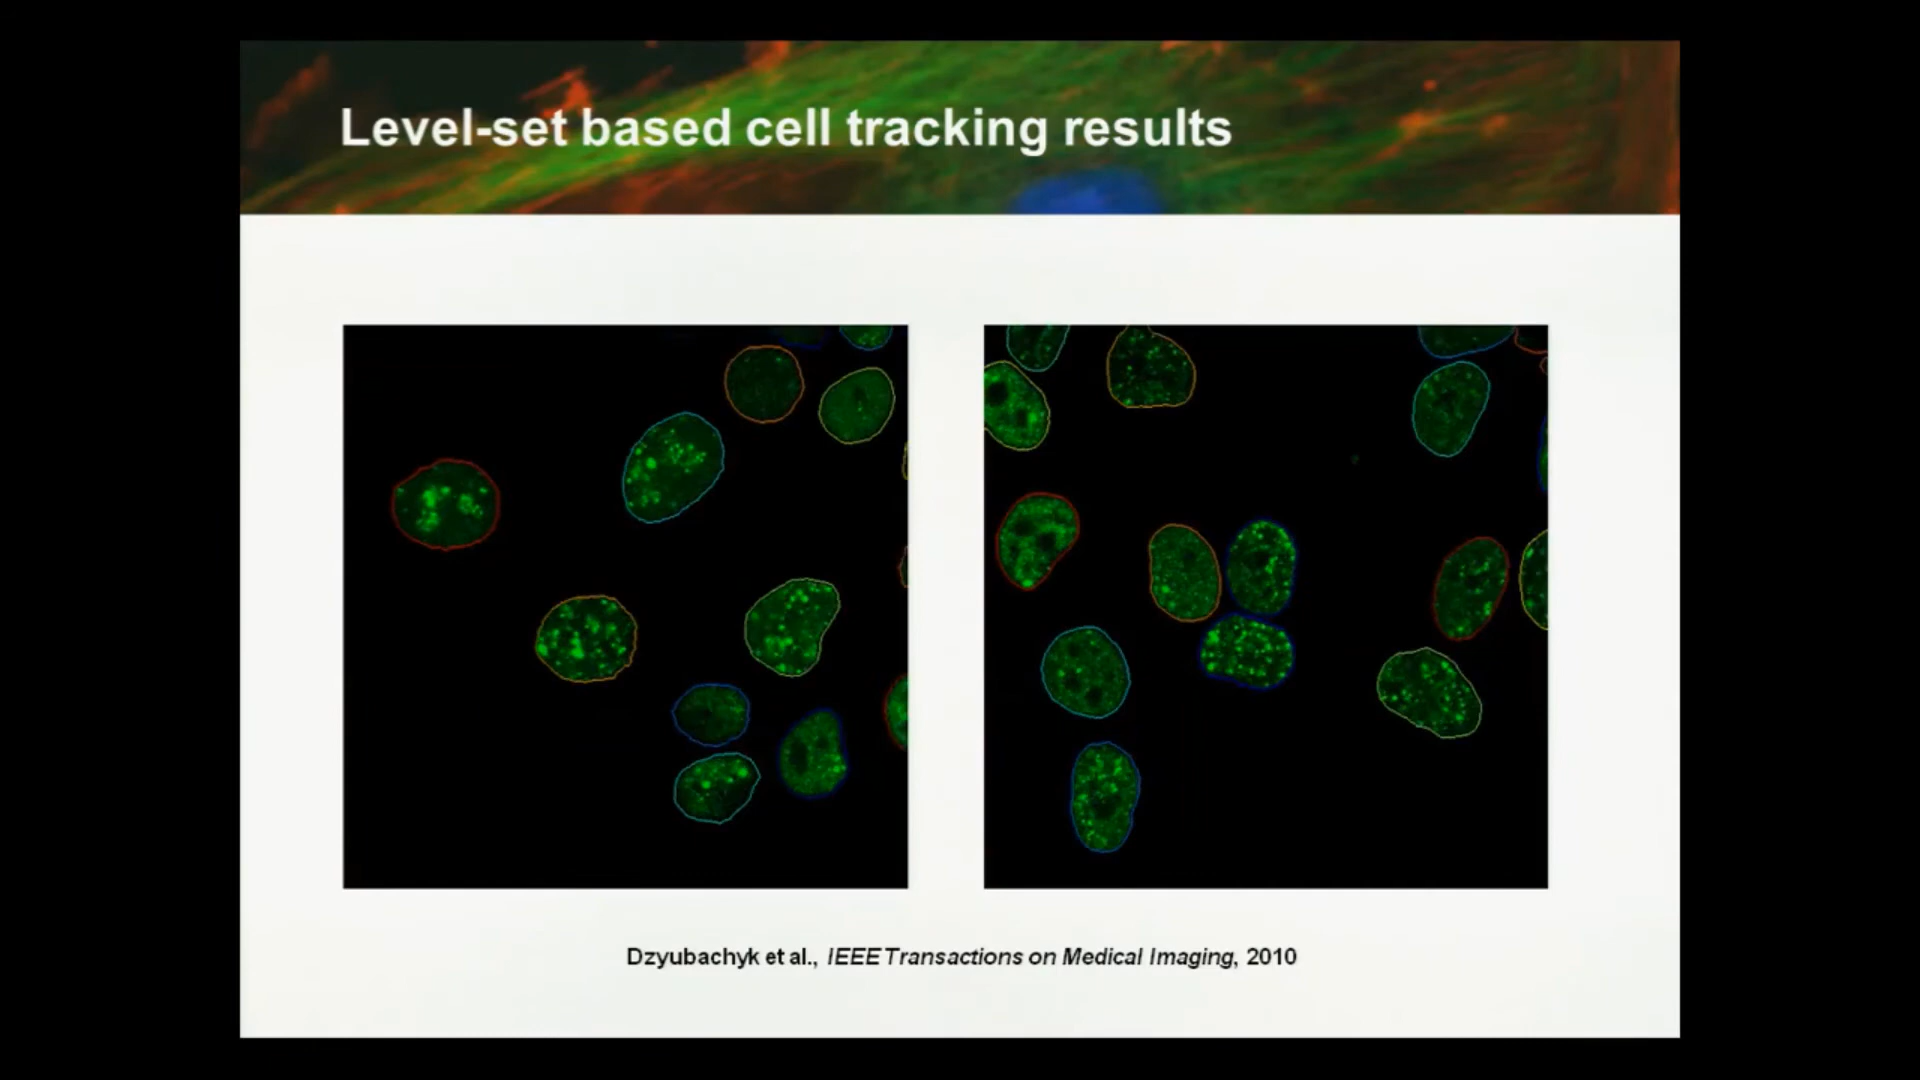 Level-set based cell tracking results
Dzyubachyk et al., IEEE Transactions on Medical Imaging, 2010